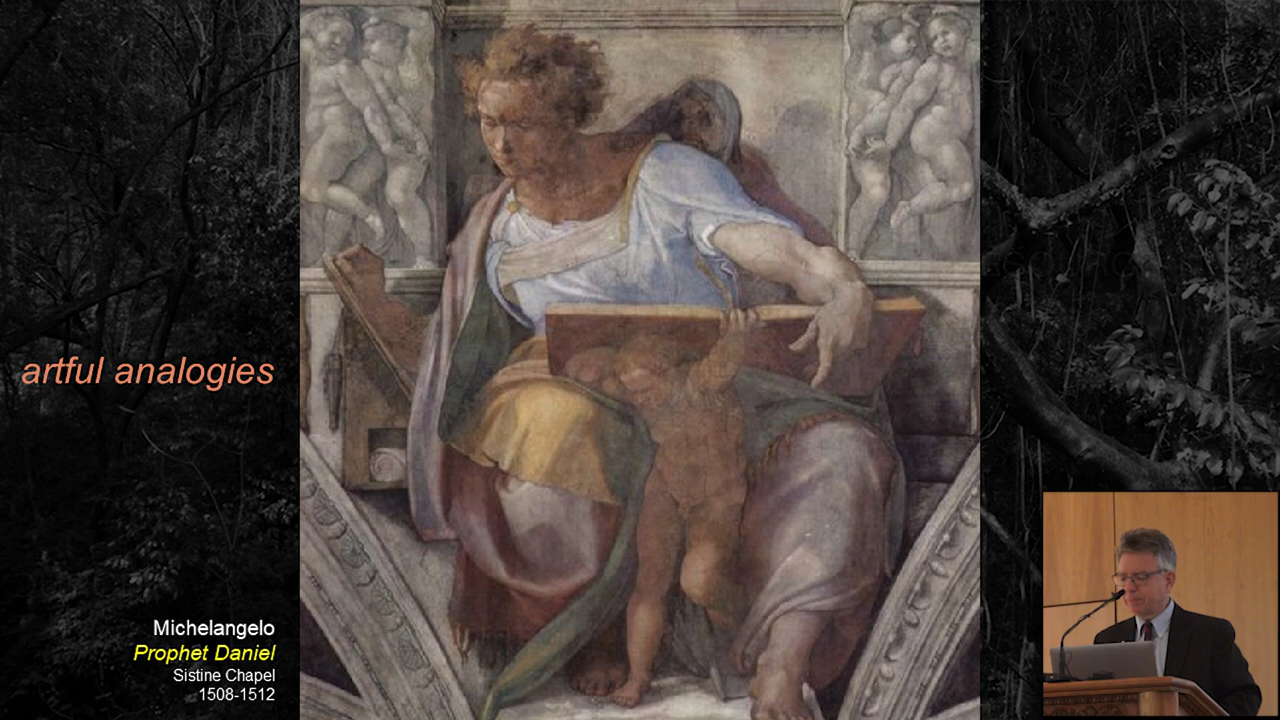 artful analogies
Michelangelo
Prophet Daniel
Sistine Chapel
1508-1512